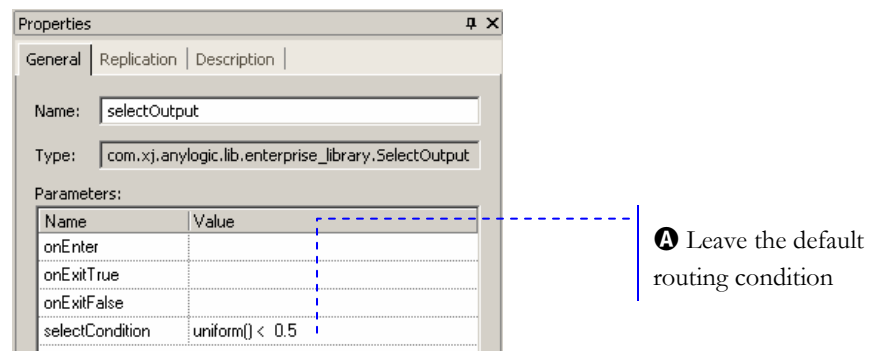 Properties
General Replication Description
Name: selectOutput
Type: com.xj.anylogic.lib.enterprise_library.SelectOutput
Parameters:
Name Value
onEnter
onExitTrue
onExitFalse
selectCondition uniform() < 0.5
A Leave the default
routing condition